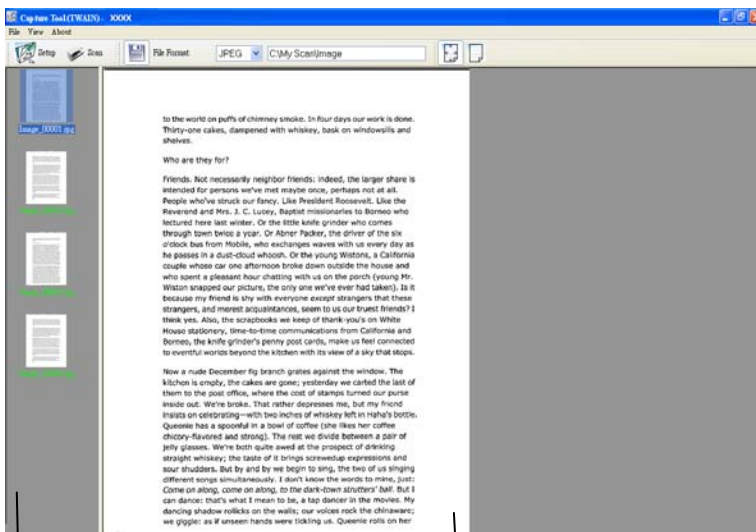 Capture Tool(TWAIN) - XXXX
File View About
Setup Scan File Format JPEG C:\My Scan\Image
Image_00001.jpg
to the world on puffs of chimney smoke. In four days our work is done.
Thirty-one cakes, dampened with whiskey, bask on windowsills and
shelves.
Who are they for?
Friends. Not necessarily neighbor friends: indeed, the larger share is
intended for persons we've met maybe once, perhaps not at all.
People who've struck our fancy. Like President Roosevelt. Like the
Reverend and Mrs. J. C. Lucey, Baptist missionaries to Borneo who
lectured here last winter. Or the little knife grinder who comes
through town twice a year. Or Abner Packer, the driver of the six
o'clock bus from Mobile, who exchanges waves with us every day as
he passes in a dust-cloud whoosh. Or the young Wistons, a California
couple whose car one afternoon broke down outside the house and
who spent a pleasant hour chatting with us on the porch (young Mr.
Wiston snapped our picture, the only one we've ever had taken). Is it
because my friend is shy with everyone except strangers that these
strangers, and merest acquaintances, seem to us our truest friends? I
think yes. Also, the scrapbooks we keep of thank-you's on White
House stationery, time-to-time communications from California and
Borneo, the knife grinder's penny post cards, make us feel connected
to eventful worlds beyond the kitchen with its view of a sky that stops.
Now a nude December fig branch grates against the window. The
kitchen is empty, the cakes are gone; yesterday we carted the last of
them to the post office, where the cost of stamps turned our purse
inside out. We're broke. That rather depresses me, but my friend
insists on celebrating—with two inches of whiskey left in Haha's bottle.
Queenie has a spoonful in a bowl of coffee (she likes her coffee
chicory-flavored and strong). The rest we divide between a pair of
jelly glasses. We're both quite awed at the prospect of drinking
straight whiskey; the taste of it brings screwedup expressions and
sour shudders. But by and by we begin to sing, the two of us singing
different songs simultaneously. I don't know the words to mine, just:
Come on along, come on along, to the dark-town strutters' ball. But I
can dance: that's what I mean to be, a tap dancer in the movies. My
dancing shadow rollicks on the walls; our voices rock the chinaware;
we giggle: as if unseen hands were tickling us. Queenie rolls on her